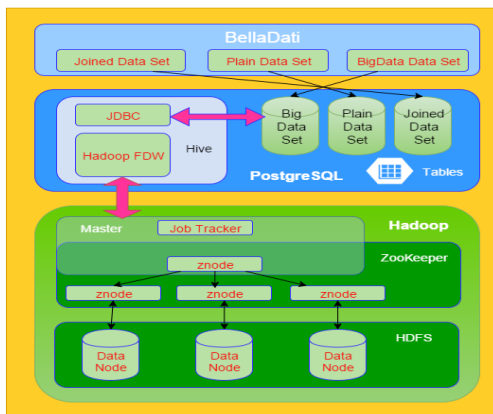 BellaDati
Joined Data Set
Plain Data Set
BigData Data Set
JDBC
Hadoop FDW
Hive
Big
Data
Set
Plain
Data
Set
Joined
Data
Set
PostgreSQL
Tables
Hadoop
Master
Job Tracker
ZooKeeper
znode
znode
znode
znode
HDFS
Data
Node
Data
Node
Data
Node